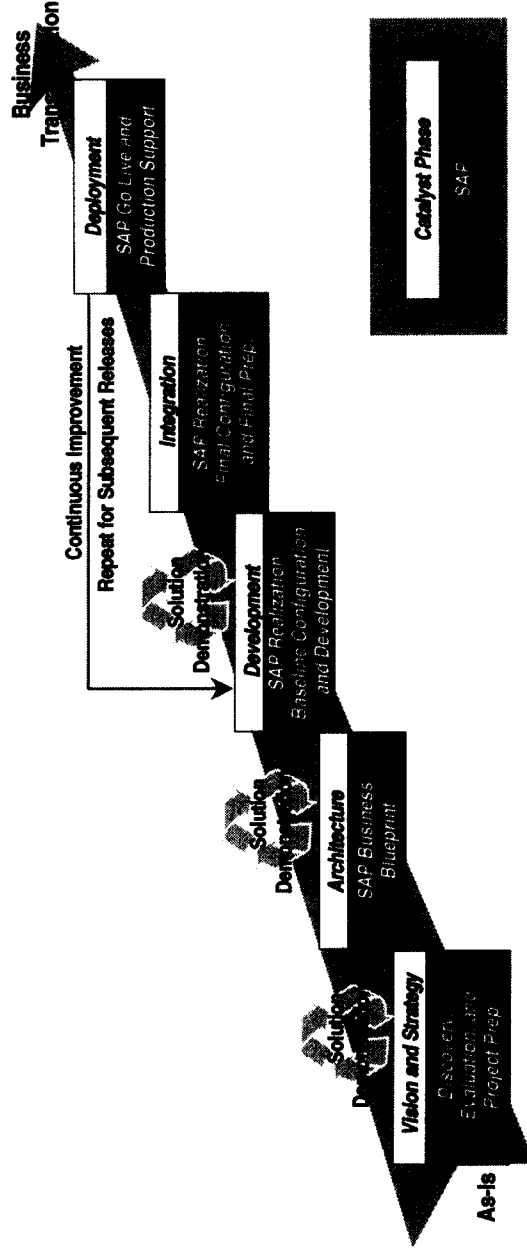 Business
Continuous Improvement
Repeat for Subsequent Releases
Deployment
SAP Go Live and
Production Support
Integration
SAP Realization
Final Configuration
and Final Prep.
Solution
Demonstration
Development
SAP Realization
Baseline Configuration
and Development
Solution
Architecture
SAP Business
Blueprint
Solution
Vision and Strategy
Discovery,
Evaluation, and
Project Prep
As-Is
Catalyst Phase
SAP